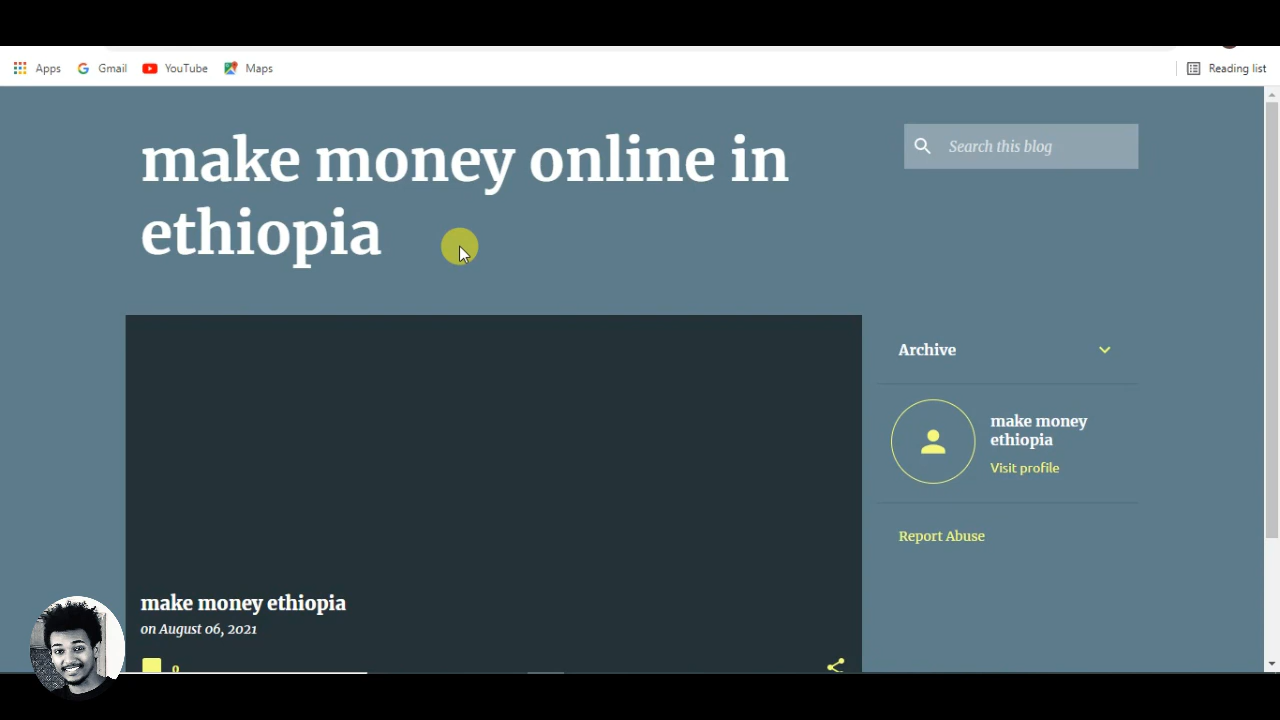 Apps Gmail YouTube Maps Reading list
make money online in
ethiopia
Search this blog
Archive
make money
ethiopia
Visit profile
Report Abuse
make money ethiopia
on August 06, 2021
0